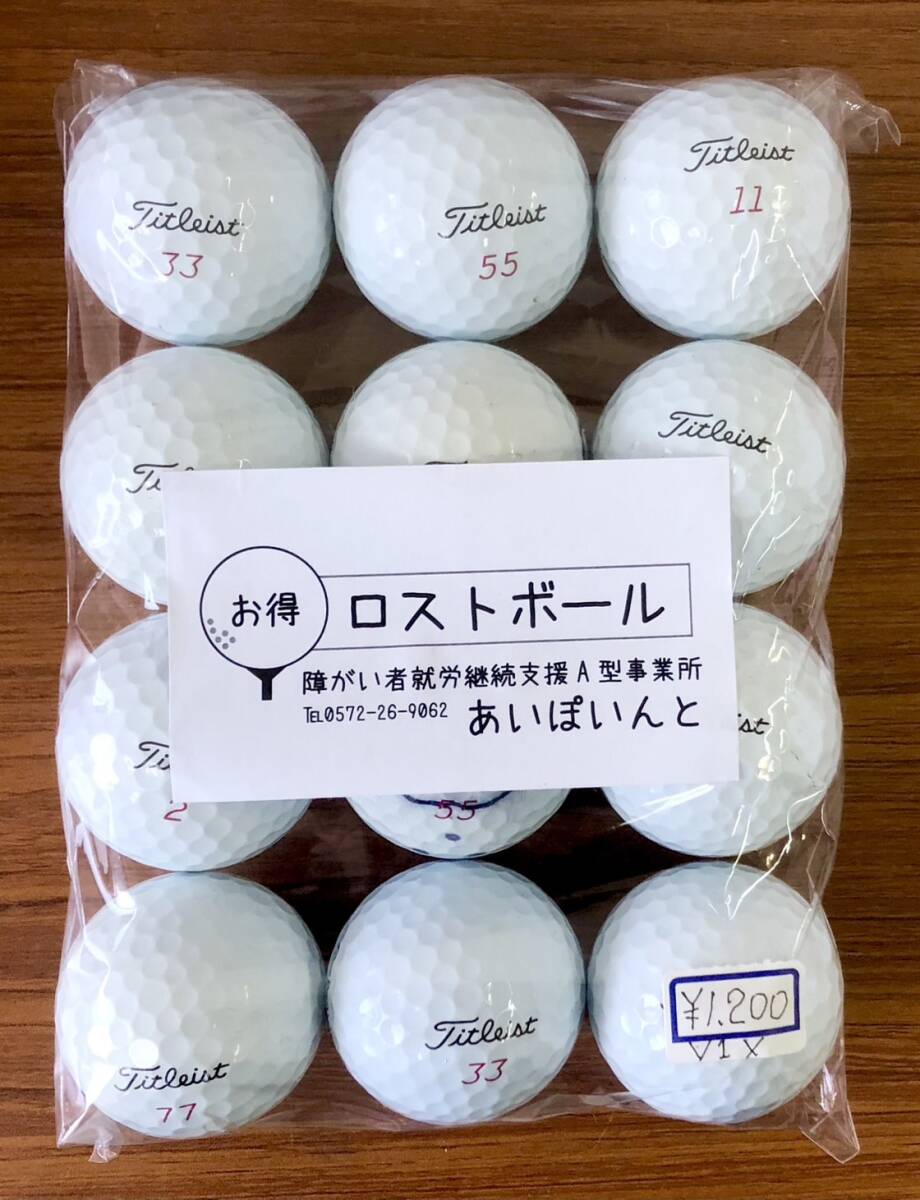 Titleist
33
Titleist
55
Titleist
11
Titleist
お得
ロストボール
障がい者就労継続支援A型事業所
℡0572-26-9062
あいぽいんと
2
55
Titleist
77
Titleist
33
¥1,200
V1X